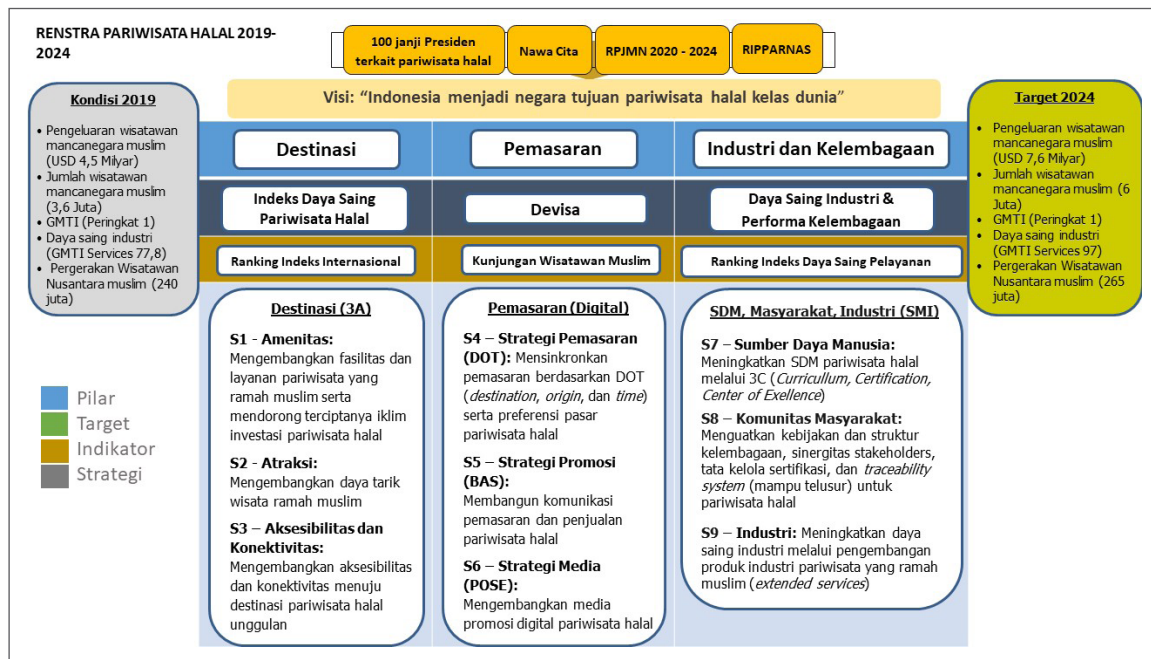 RENSTRA PARIWISATA HALAL 2019-
2024
100 janji Presiden
terkait pariwisata halal
Nawa Cita
RPJMN 2020 - 2024
RIPPARNAS
Visi: “Indonesia menjadi negara tujuan pariwisata halal kelas dunia”
Kondisi 2019
• Pengeluaran wisatawan
mancanegara muslim
(USD 4,5 Milyar)
• Jumlah wisatawan
mancanegara muslim
(3,6 Juta)
• GMTI (Peringkat 1)
• Daya saing industri
(GMTI Services 77,8)
• Pergerakan Wisatawan
Nusantara muslim (240
juta)
Destinasi
Pemasaran
Industri dan Kelembagaan
Indeks Daya Saing
Pariwisata Halal
Devisa
Daya Saing Industri &
Performa Kelembagaan
Ranking Indeks Internasional
Kunjungan Wisatawan Muslim
Ranking Indeks Daya Saing Pelayanan
Destinasi (3A)
S1 - Amenitas:
Mengembangkan fasilitas dan
layanan pariwisata yang
ramah muslim serta
mendorong terciptanya iklim
investasi pariwisata halal
S2 - Atraksi:
Mengembangkan daya tarik
wisata ramah muslim
S3 – Aksesibilitas dan
Konektivitas:
Mengembangkan aksesibilitas
dan konektivitas menuju
destinasi pariwisata halal
unggulan
Pemasaran (Digital)
S4 – Strategi Pemasaran
(DOT): Mensinkronkan
pemasaran berdasarkan DOT
(destination, origin, dan time)
serta preferensi pasar
pariwisata halal
S5 – Strategi Promosi
(BAS):
Membangun komunikasi
pemasaran dan penjualan
pariwisata halal
S6 – Strategi Media
(POSE):
Mengembangkan media
promosi digital pariwisata halal
SDM, Masyarakat, Industri (SMI)
S7 – Sumber Daya Manusia:
Meningkatkan SDM pariwisata halal
melalui 3C (Curricullum, Certification,
Center of Exellence)
S8 – Komunitas Masyarakat:
Menguatkan kebijakan dan struktur
kelembagaan, sinergitas stakeholders,
tata kelola sertifikasi, dan traceability
system (mampu telusur) untuk
pariwisata halal
S9 – Industri: Meningkatkan daya
saing industri melalui pengembangan
produk industri pariwisata yang ramah
muslim (extended services)
Target 2024
• Pengeluaran wisatawan
mancanegara muslim
(USD 7,6 Milyar)
• Jumlah wisatawan
mancanegara muslim (6
Juta)
• GMTI (Peringkat 1)
• Daya saing industri
(GMTI Services 97)
• Pergerakan Wisatawan
Nusantara muslim (265
juta)
Pilar
Target
Indikator
Strategi